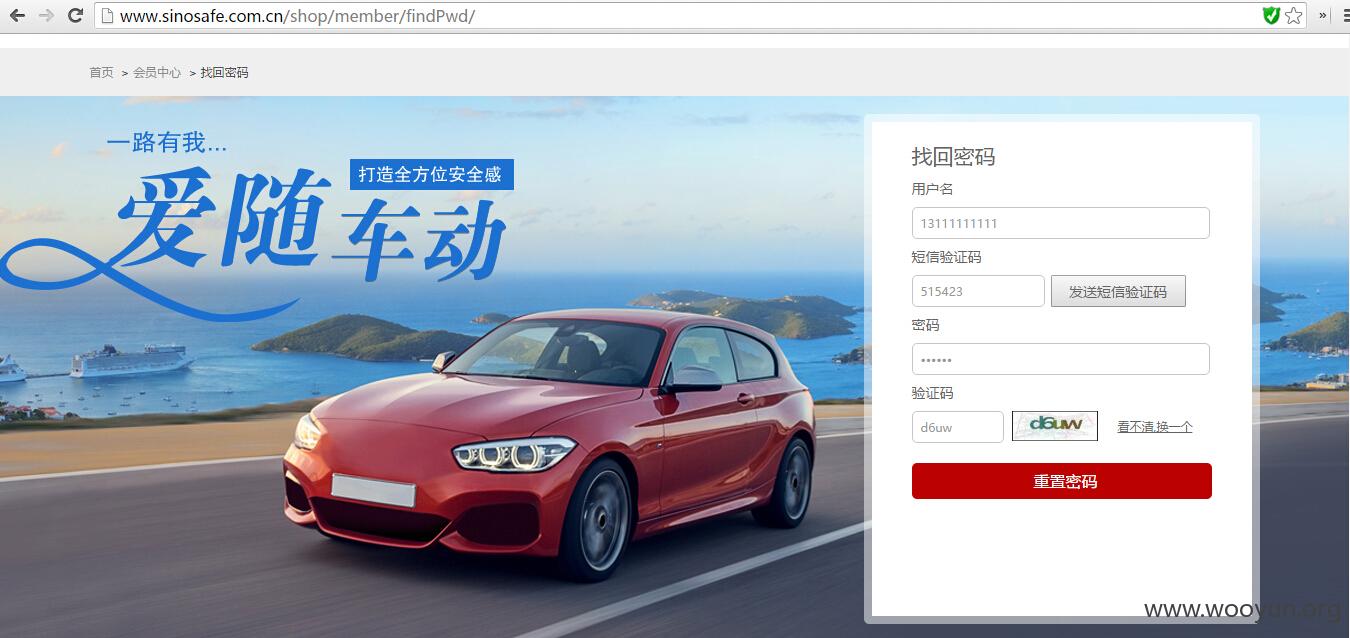 www.sinosafe.com.cn/shop/member/findPwd/
首页 > 会员中心 > 找回密码
一路有我...
打造全方位安全感
爱随车动
找回密码
用户名
13111111111
短信验证码
515423 发送短信验证码
密码
••••••
验证码
d6uw d6uw 看不清,换一个
重置密码
www.wooyun.org